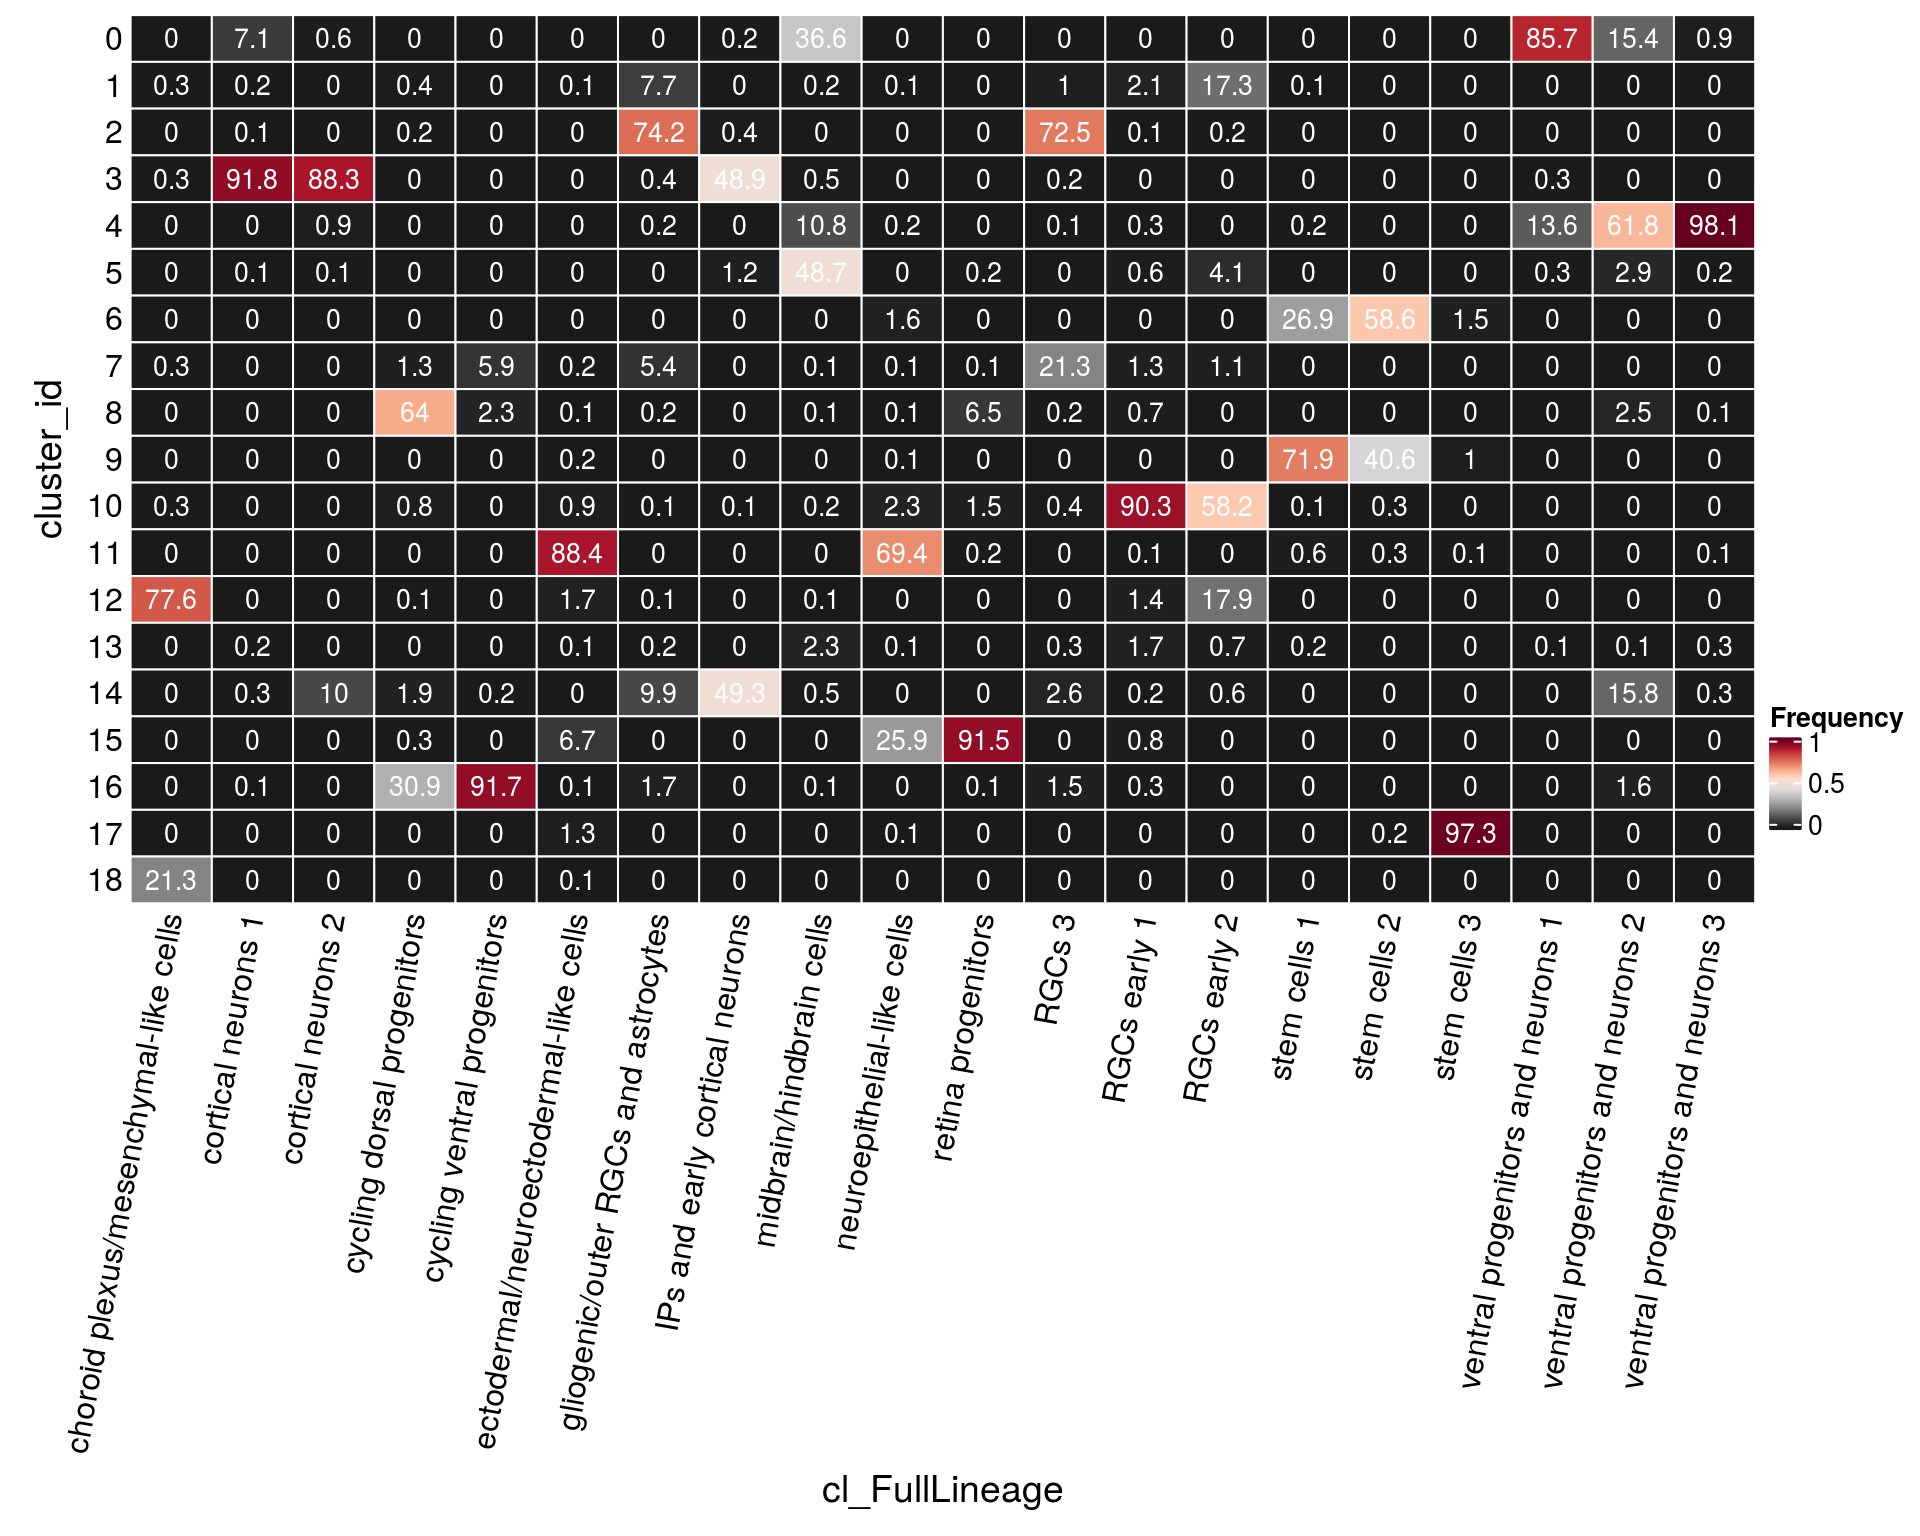 0 0 7.1 0.6 0 0 0 0 0.2 36.6 0 0 0 0 0 0 0 0 85.7 15.4 0.9
1 0.3 0.2 0 0.4 0 0.1 7.7 0 0.2 0.1 0 1 2.1 17.3 0.1 0 0 0 0 0
2 0 0.1 0 0.2 0 0 74.2 0.4 0 0 0 72.5 0.1 0.2 0 0 0 0 0 0
3 0.3 91.8 88.3 0 0 0 0.4 48.9 0.5 0 0 0.2 0 0 0 0 0 0.3 0 0
4 0 0 0.9 0 0 0 0.2 0 10.8 0.2 0 0.1 0.3 0 0.2 0 0 13.6 61.8 98.1
5 0 0.1 0.1 0 0 0 0 1.2 48.7 0 0.2 0 0.6 4.1 0 0 0 0.3 2.9 0.2
6 0 0 0 0 0 0 0 0 0 1.6 0 0 0 0 26.9 58.6 1.5 0 0 0
7 0.3 0 0 1.3 5.9 0.2 5.4 0 0.1 0.1 0.1 21.3 1.3 1.1 0 0 0 0 0 0
8 0 0 0 64 2.3 0.1 0.2 0 0.1 0.1 6.5 0.2 0.7 0 0 0 0 0 2.5 0.1
9 0 0 0 0 0 0.2 0 0 0 0.1 0 0 0 0 71.9 40.6 1 0 0 0
10 0.3 0 0 0.8 0 0.9 0.1 0.1 0.2 2.3 1.5 0.4 90.3 58.2 0.1 0.3 0 0 0 0
11 0 0 0 0 0 88.4 0 0 0 69.4 0.2 0 0.1 0 0.6 0.3 0.1 0 0 0.1
12 77.6 0 0 0.1 0 1.7 0.1 0 0.1 0 0 0 1.4 17.9 0 0 0 0 0 0
13 0 0.2 0 0 0 0.1 0.2 0 2.3 0.1 0 0.3 1.7 0.7 0.2 0 0 0.1 0.1 0.3
14 0 0.3 10 1.9 0.2 0 9.9 49.3 0.5 0 0 2.6 0.2 0.6 0 0 0 0 15.8 0.3
15 0 0 0 0.3 0 6.7 0 0 0 25.9 91.5 0 0.8 0 0 0 0 0 0 0
16 0 0.1 0 30.9 91.7 0.1 1.7 0 0.1 0 0.1 1.5 0.3 0 0 0 0 0 1.6 0
17 0 0 0 0 0 1.3 0 0 0 0.1 0 0 0 0 0 0.2 97.3 0 0 0
18 21.3 0 0 0 0 0.1 0 0 0 0 0 0 0 0 0 0 0 0 0 0
cluster_id
choroid plexus/mesenchymal-like cells
cortical neurons 1
cortical neurons 2
cycling dorsal progenitors
cycling ventral progenitors
ectodermal/neuroectodermal-like cells
gliogenic/outer RGCs and astrocytes
IPs and early cortical neurons
midbrain/hindbrain cells
neuroepithelial-like cells
retina progenitors
RGCs 3
RGCs early 1
RGCs early 2
stem cells 1
stem cells 2
stem cells 3
ventral progenitors and neurons 1
ventral progenitors and neurons 2
ventral progenitors and neurons 3
cl_FullLineage
Frequency
1
0.5
0